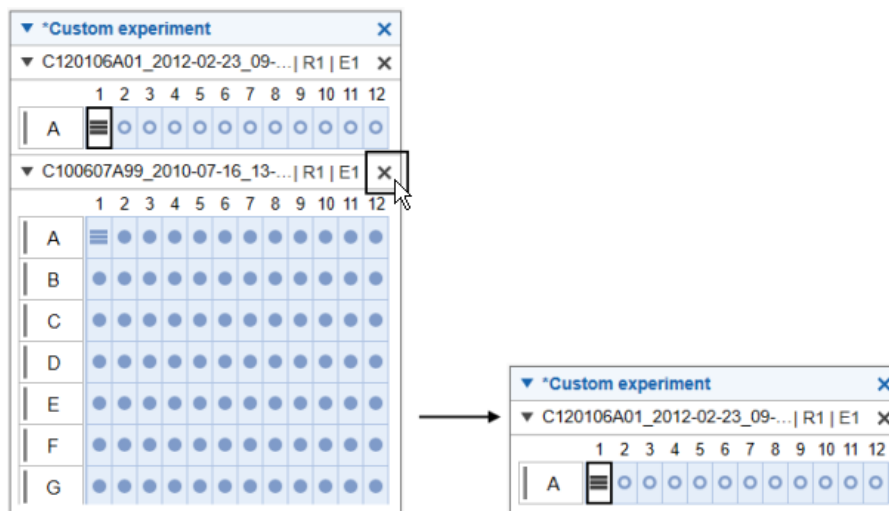 *Custom experiment
C120106A01_2012-02-23_09-...| R1 | E1
1 2 3 4 5 6 7 8 9 10 11 12
A
C100607A99_2010-07-16_13-...| R1 | E1
1 2 3 4 5 6 7 8 9 10 11 12
A
B
C
D
E
F
G
*Custom experiment
C120106A01_2012-02-23_09-...| R1 | E1
1 2 3 4 5 6 7 8 9 10 11 12
A